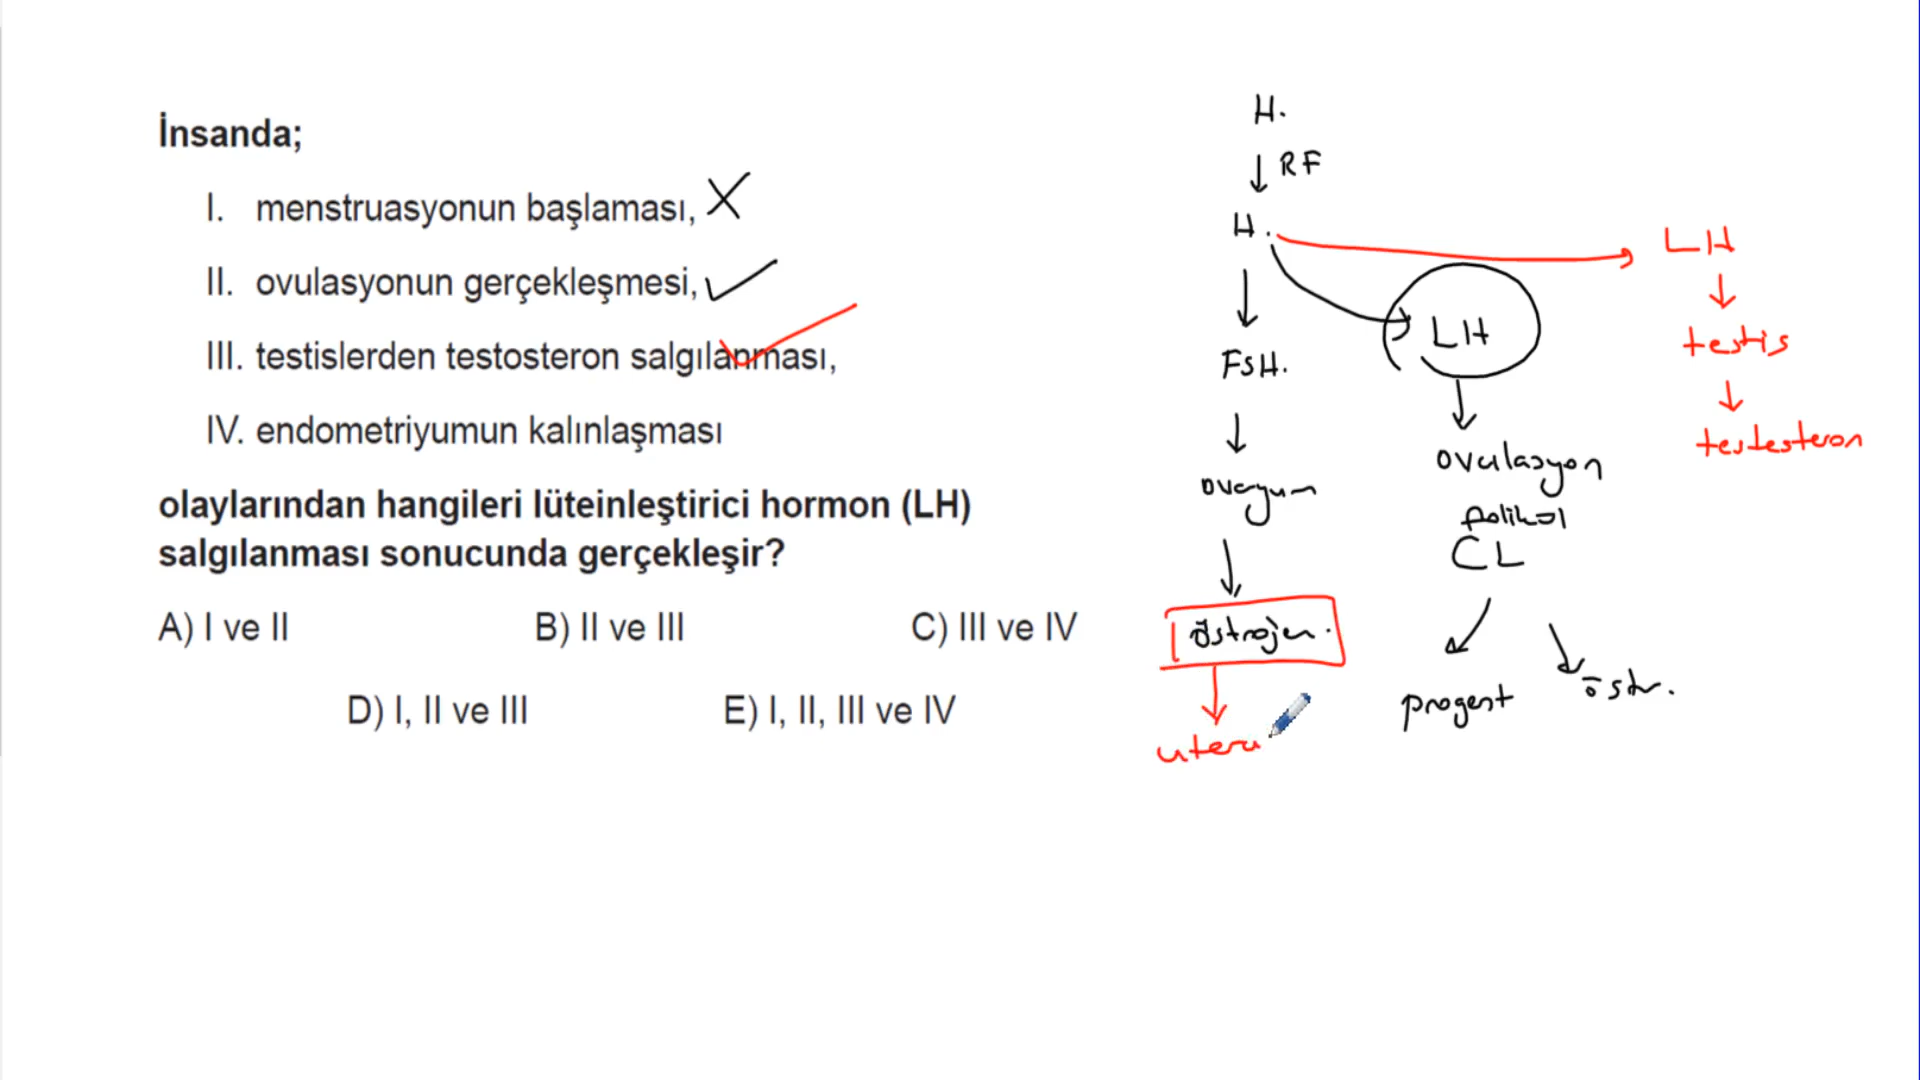 İnsanda;
I. menstruasyonun başlaması,
II. ovulasyonun gerçekleşmesi,
III. testislerden testosteron salgılanması,
IV. endometriyumun kalınlaşması
olaylarından hangileri lüteinleştirici hormon (LH)
salgılanması sonucunda gerçekleşir?
A) I ve II B) II ve III C) III ve IV
D) I, II ve III E) I, II, III ve IV
H.
RF
H.
FSH.
ovaryum
östrojen.
uteru
LH
ovulasyon
folikül
CL
progest
östr.
LH
testis
testesteron